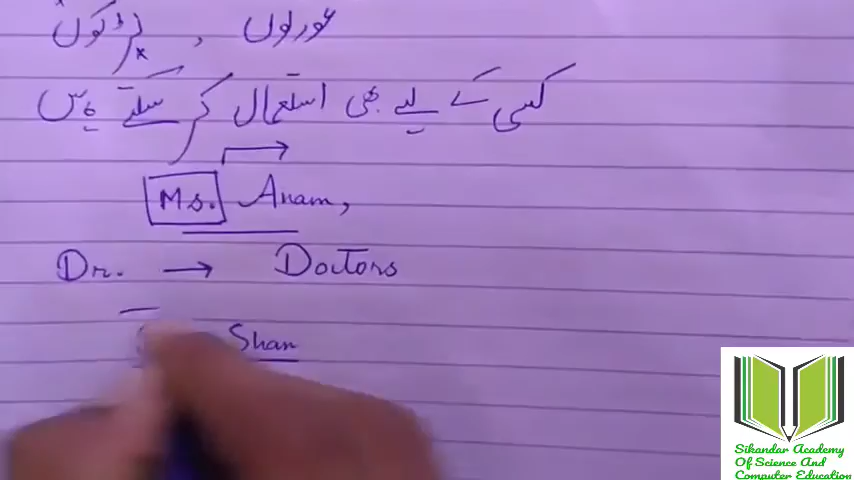 عورلوں ، لڑکوں
کسی کے لیے بھی استعمال کر سکتے ہیں
Ms. Anam,
Dr. → Doctors
Shan
Sikandar Academy
Of Science And
Computer Education